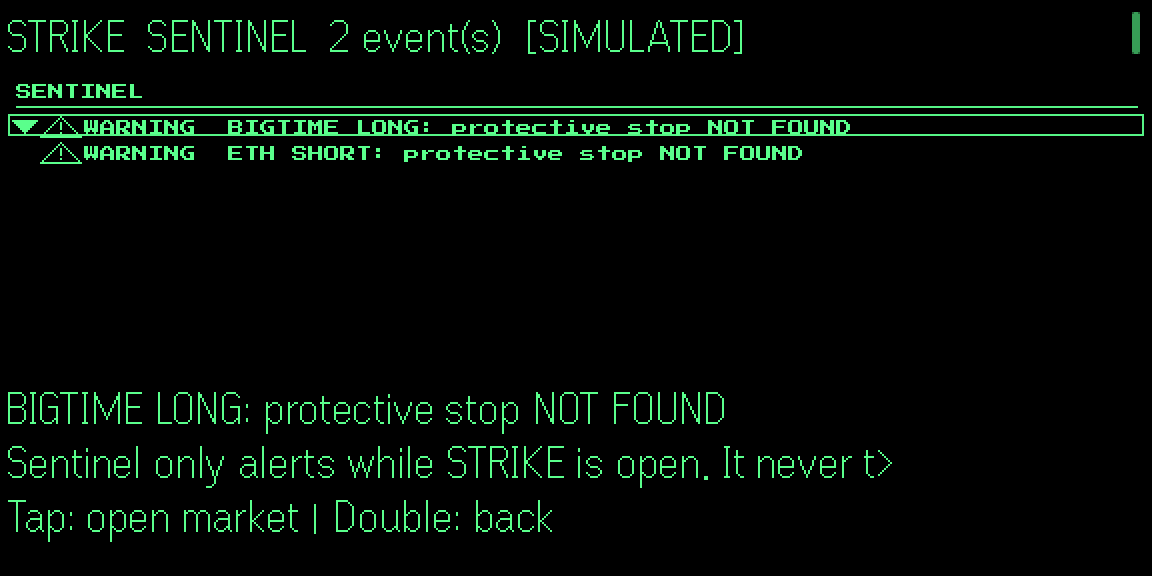 STRIKE SENTINEL 2 event(s) [SIMULATED]
SENTINEL
WARNING BIGTIME LONG: protective stop NOT FOUND
WARNING ETH SHORT: protective stop NOT FOUND
BIGTIME LONG: protective stop NOT FOUND
Sentinel only alerts while STRIKE is open. It never t>
Tap: open market | Double: back